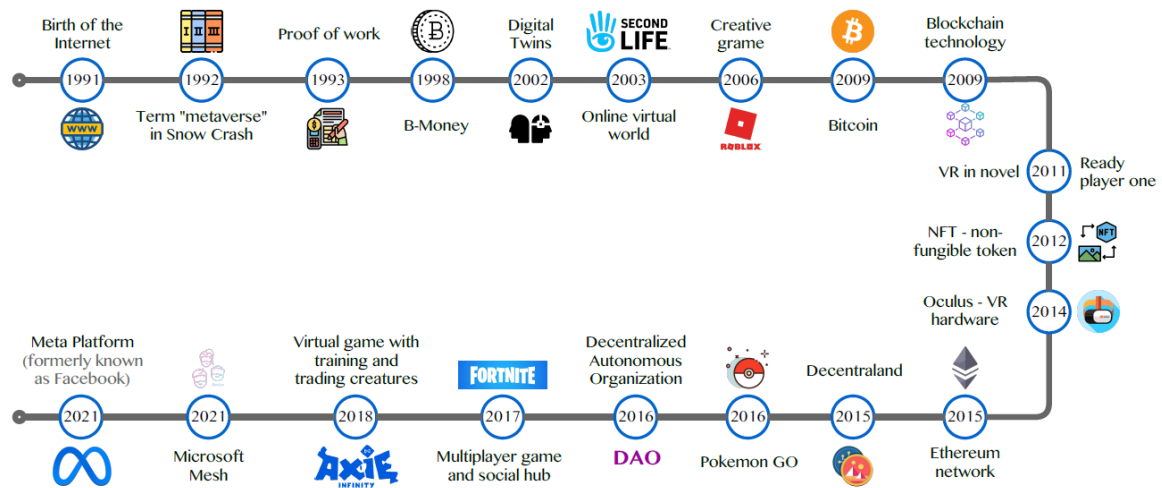 Birth of the
Internet
1991
WWW
I II III
1992
Term "metaverse"
in Snow Crash
Proof of work
1993
$
B
1998
B-Money
Digital
Twins
2002
SECOND
LIFE
2003
Online virtual
world
Creative
grame
2006
ROBLOX
B
2009
Bitcoin
Blockchain
technology
2009
VR in novel
2011
Ready
player one
NFT - non-
fungible token
2012
NFT
Oculus - VR
hardware
2014
Meta Platform
(formerly known
as Facebook)
2021
2021
Microsoft
Mesh
Virtual game with
training and
trading creatures
2018
AXIE
INFINITY
FORTNITE
2017
Multiplayer game
and social hub
Decentralized
Autonomous
Organization
2016
DAO
2016
Pokemon GO
Decentraland
2015
2015
Ethereum
network